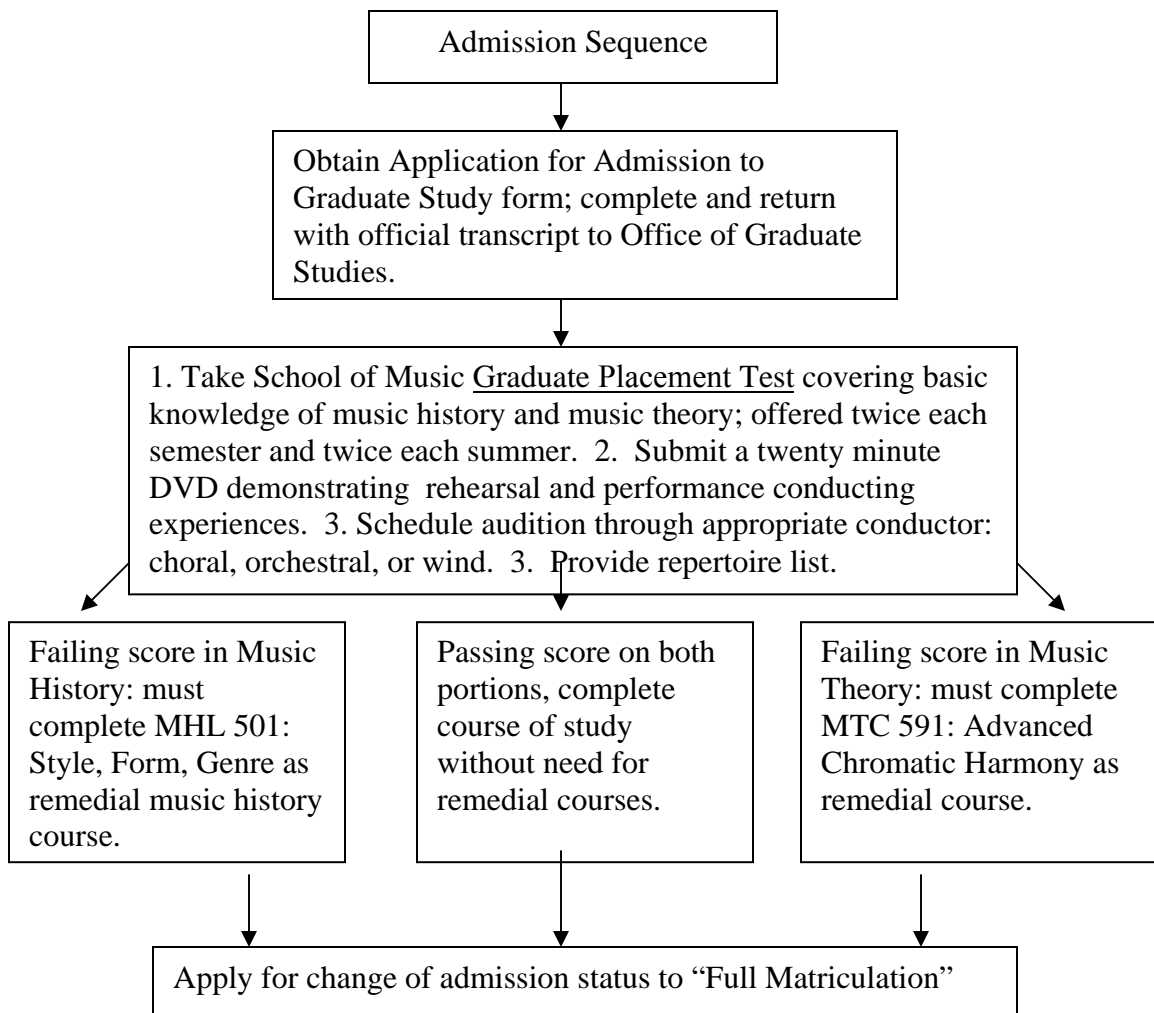 Admission Sequence
Obtain Application for Admission to
Graduate Study form; complete and return
with official transcript to Office of Graduate
Studies.
1. Take School of Music Graduate Placement Test covering basic
knowledge of music history and music theory; offered twice each
semester and twice each summer.  2.  Submit a twenty minute
DVD demonstrating  rehearsal and performance conducting
experiences.  3. Schedule audition through appropriate conductor:
choral, orchestral, or wind.  3.  Provide repertoire list.
Failing score in Music
History: must
complete MHL 501:
Style, Form, Genre as
remedial music history
course.
Passing score on both
portions, complete
course of study
without need for
remedial courses.
Failing score in Music
Theory: must complete
MTC 591: Advanced
Chromatic Harmony as
remedial course.
Apply for change of admission status to “Full Matriculation”